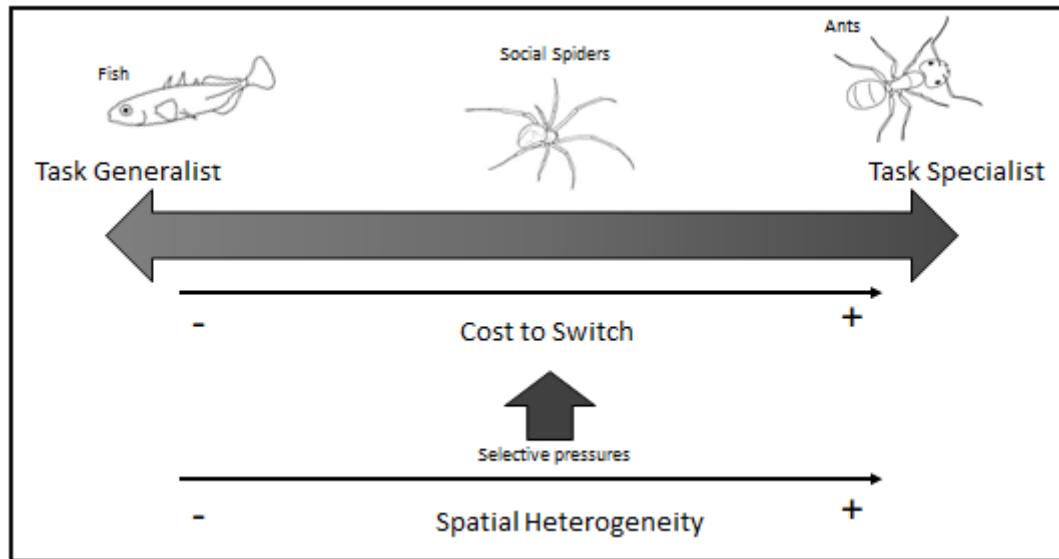 Fish
Social Spiders
Ants
Task Generalist
Task Specialist
- +
Cost to Switch
Selective pressures
- +
Spatial Heterogeneity